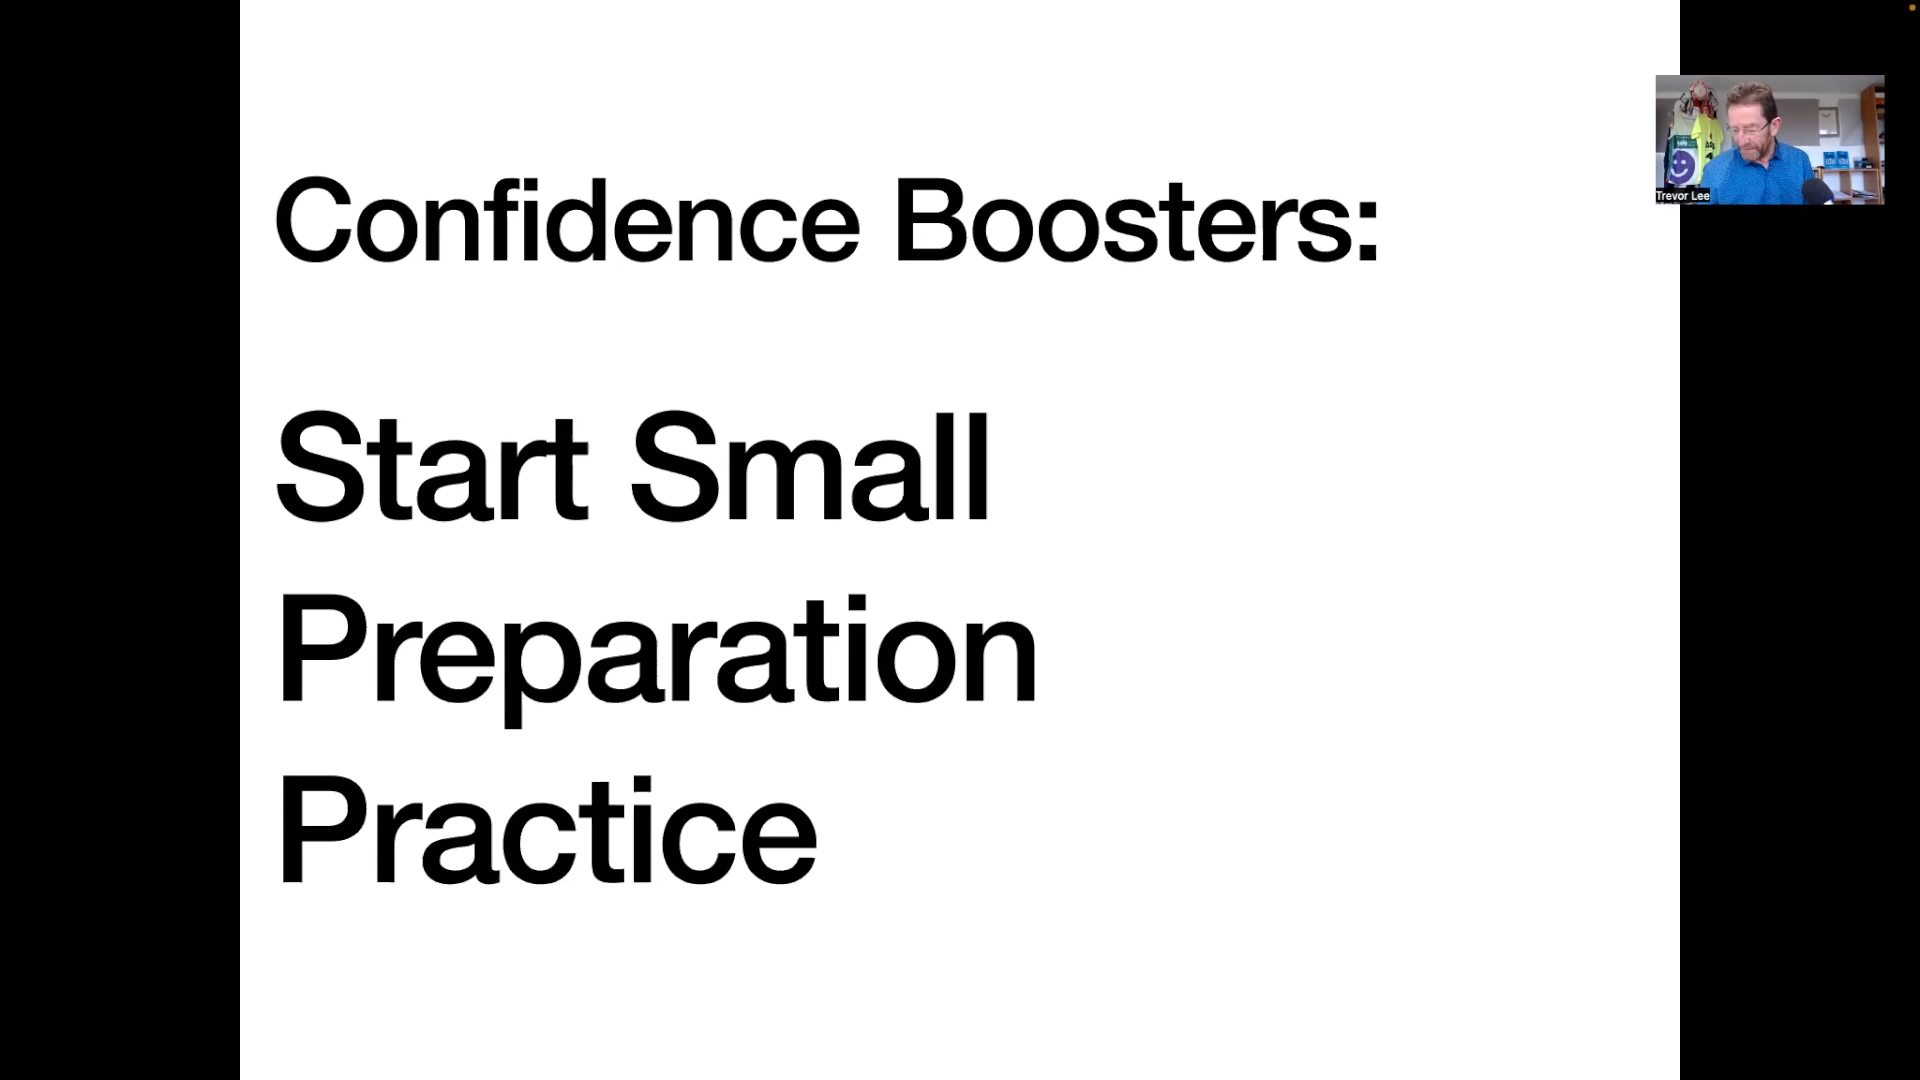 Confidence Boosters:
Trevor Lee
Start Small
Preparation
Practice